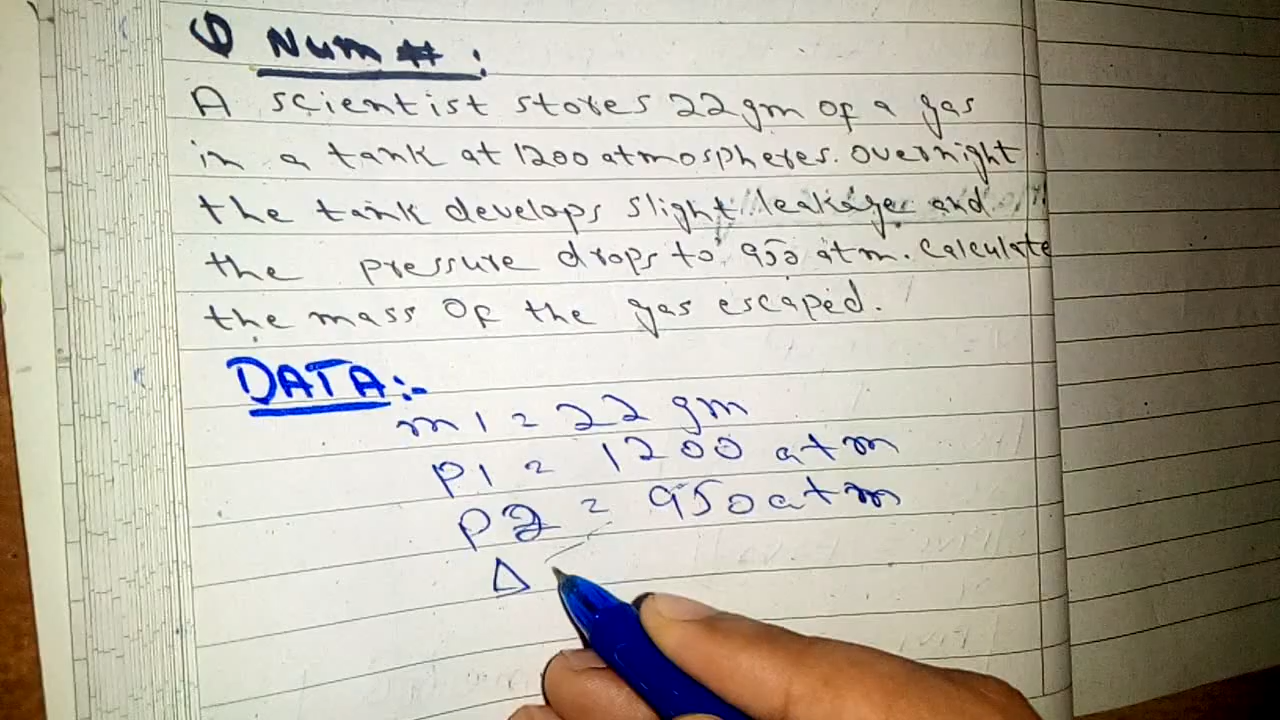 ① Num #:
A scientist stores 22gm of a gas
in a tank at 1200 atmospheres. overnight
the tank develops slight leakage and
the pressure drops to 950 atm. calculate
the mass of the gas escaped.
DATA:-
m1 = 22 gm
P1 = 1200 atm
P2 = 950 atm
Δ